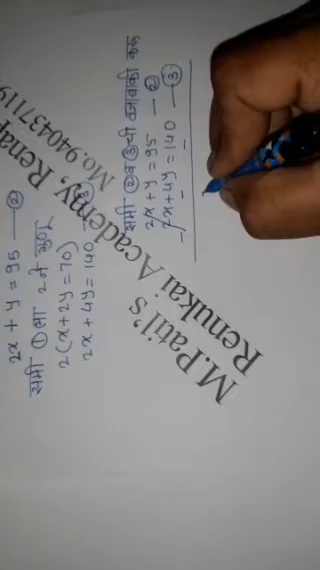 2x + y = 95 — ②
समी ① ला 2 ने गुणू
2(x+2y=70)
2x + 4y = 140 — ③
समी ② व ③ ची वजाबाकी करू
2x + y = 95 — ②
2x + 4y = 140 — ③
- - -
M.Patil's
Renukai Academy, Renap
Mo.940437119